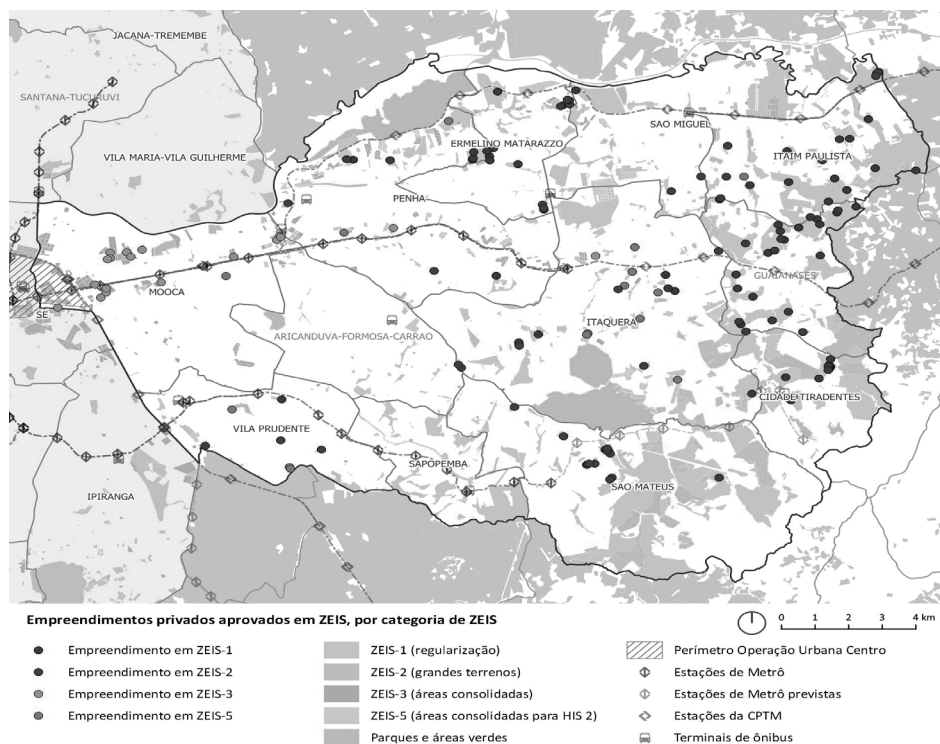 JACANA-TREMEMBE
SANTANA-TUCURUVI
VILA MARIA-VILA GUILHERME
ERMELINO MATARAZZO
SAO MIGUEL
ITAIM PAULISTA
PENHA
MOOCA
SE
GUAIANASES
ITAQUERA
ARICANDUVA-FORMOSA-CARRAO
CIDADE TIRADENTES
VILA PRUDENTE
SAPOPEMBA
SAO MATEUS
IPIRANGA
Empreendimentos privados aprovados em ZEIS, por categoria de ZEIS
0 1 2 4 km
Empreendimento em ZEIS-1
Empreendimento em ZEIS-2
Empreendimento em ZEIS-3
Empreendimento em ZEIS-5
ZEIS-1 (regularização)
ZEIS-2 (grandes terrenos)
ZEIS-3 (áreas consolidadas)
ZEIS-5 (áreas consolidadas para HIS 2)
Parques e áreas verdes
Perímetro Operação Urbana Centro
Estações de Metrô
Estações de Metrô previstas
Estações da CPTM
Terminais de ônibus